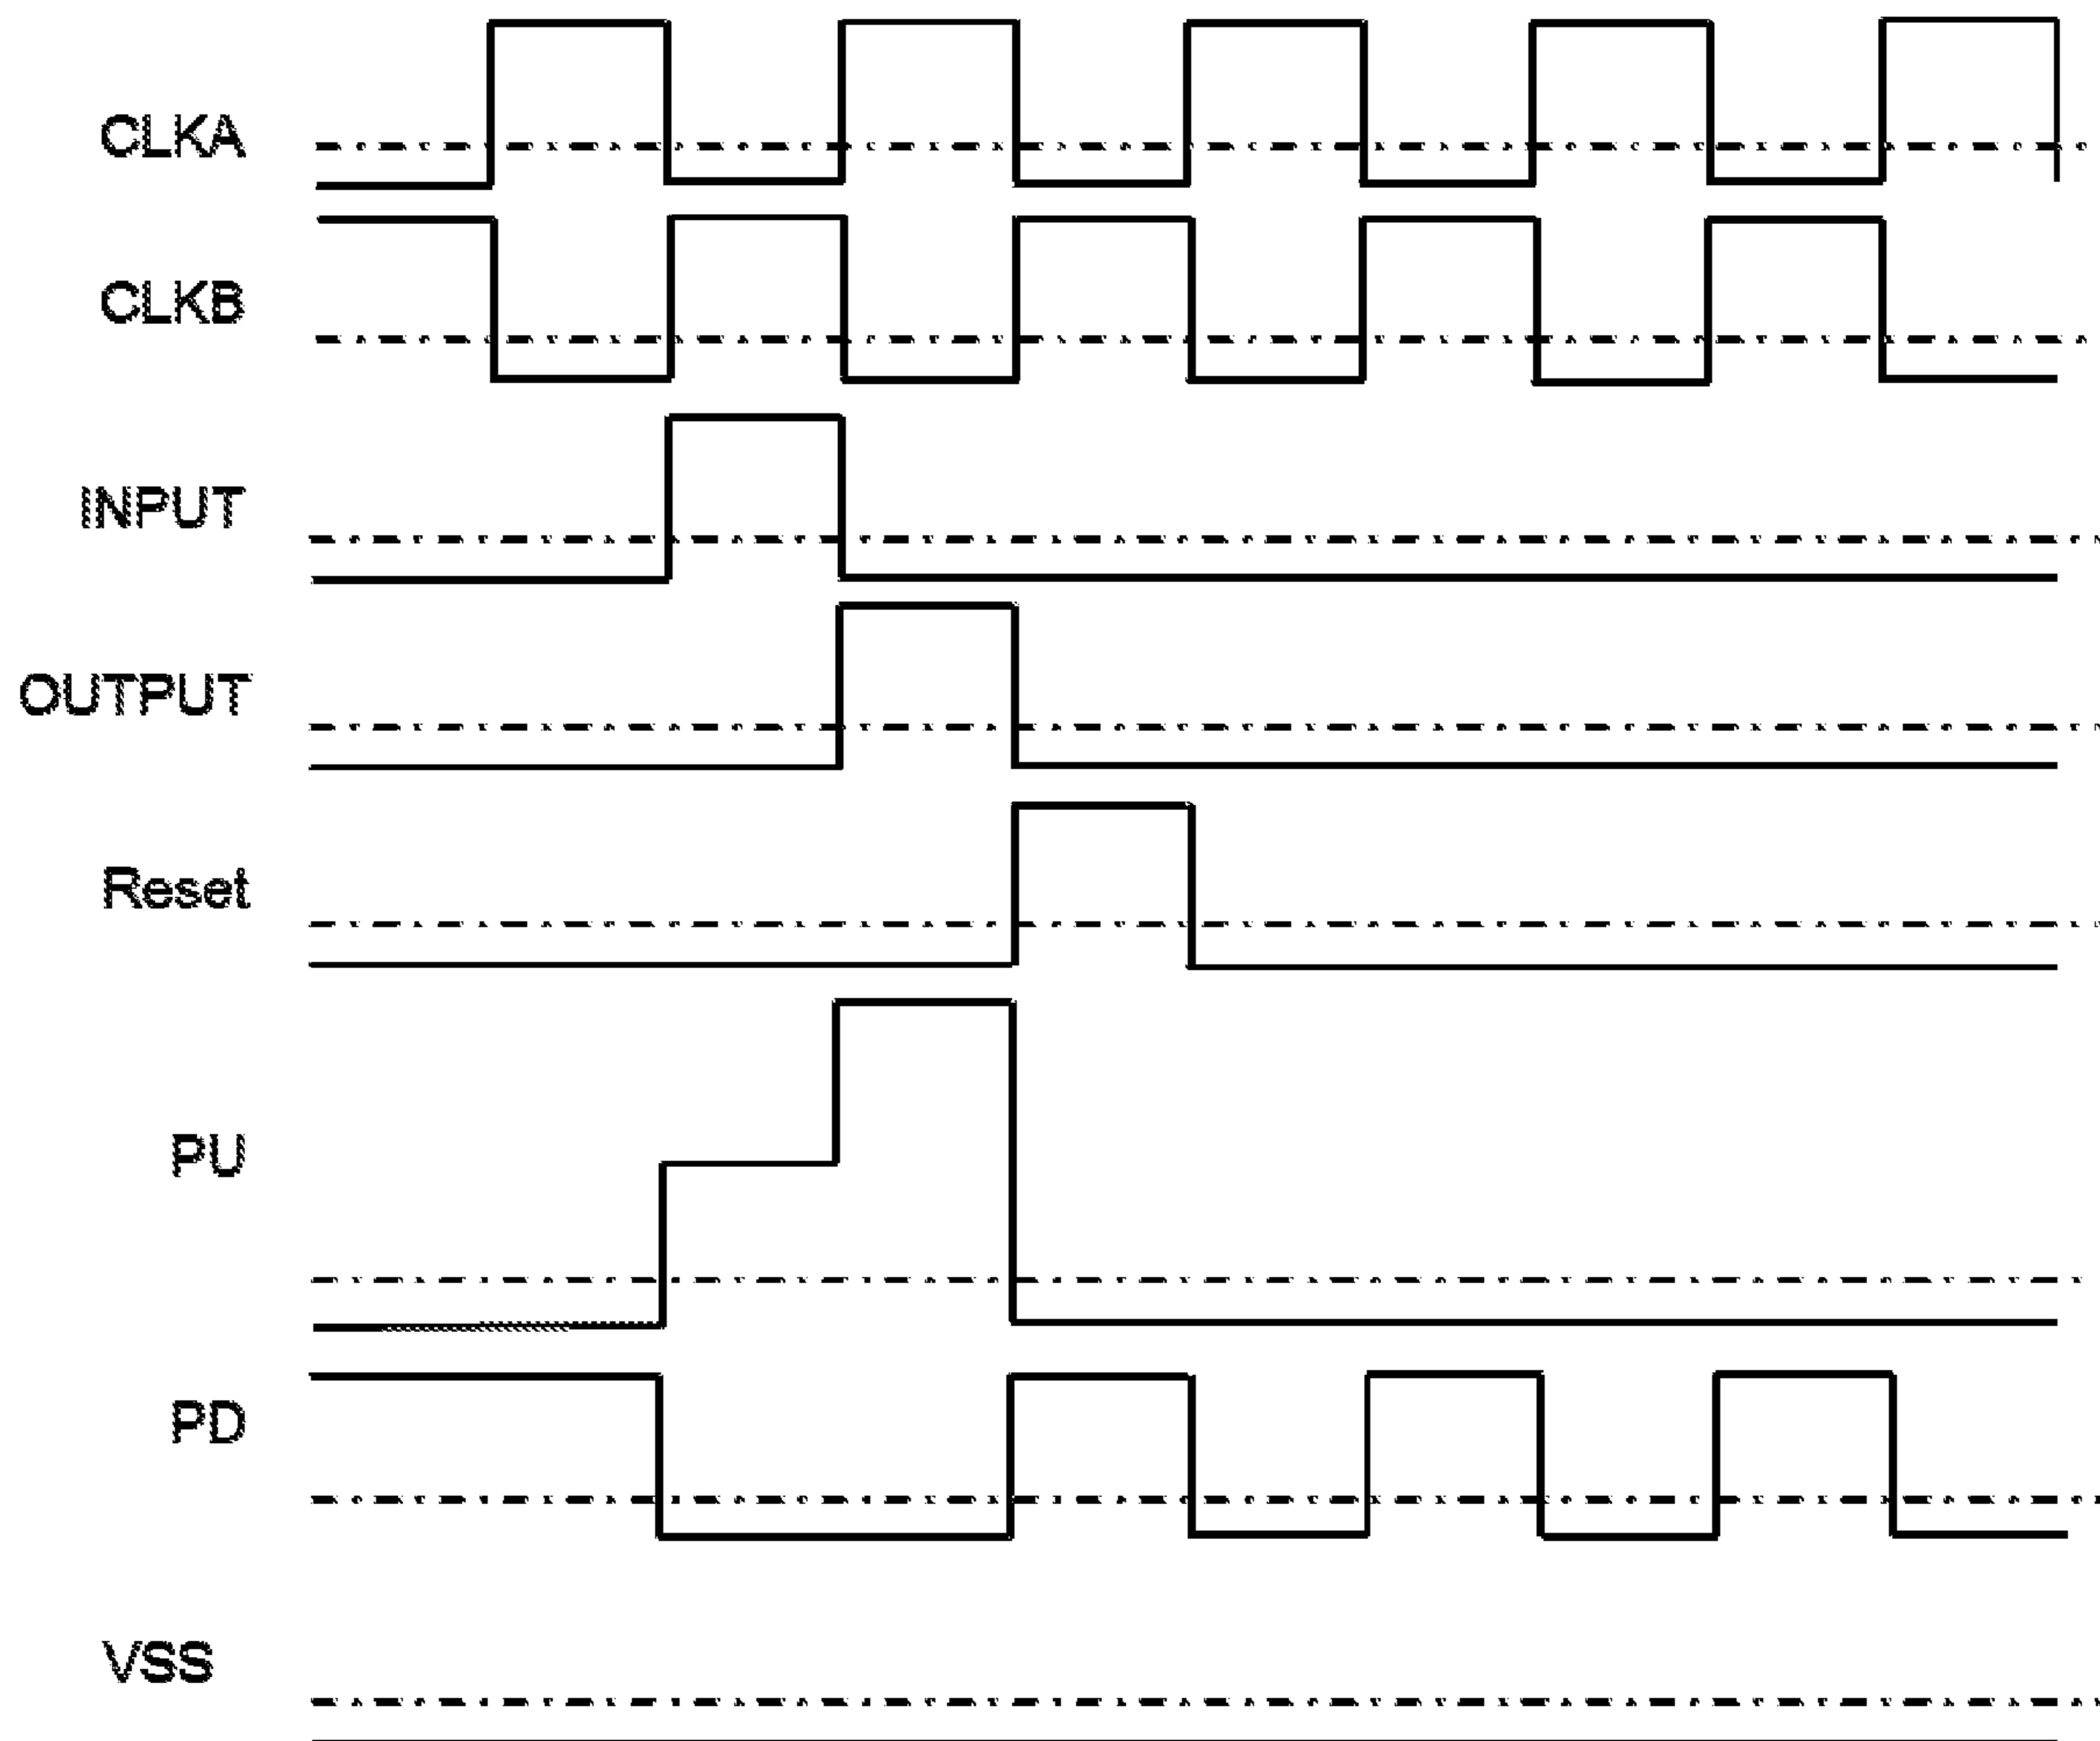 CLKA
CLKB
INPUT
OUTPUT
Reset
PU
PD
VSS